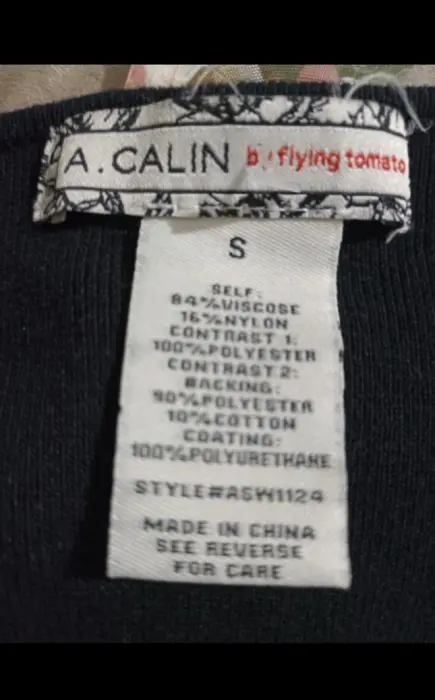 A.CALIN by flying tomato
S
SELF:
84%VISCOSE
16%NYLON
CONTRAST 1:
100%POLYESTER
CONTRAST 2:
BACKING:
90%POLYESTER
10%COTTON
COATING:
100%POLYURETHANE
STYLE#A5W1124
MADE IN CHINA
SEE REVERSE
FOR CARE